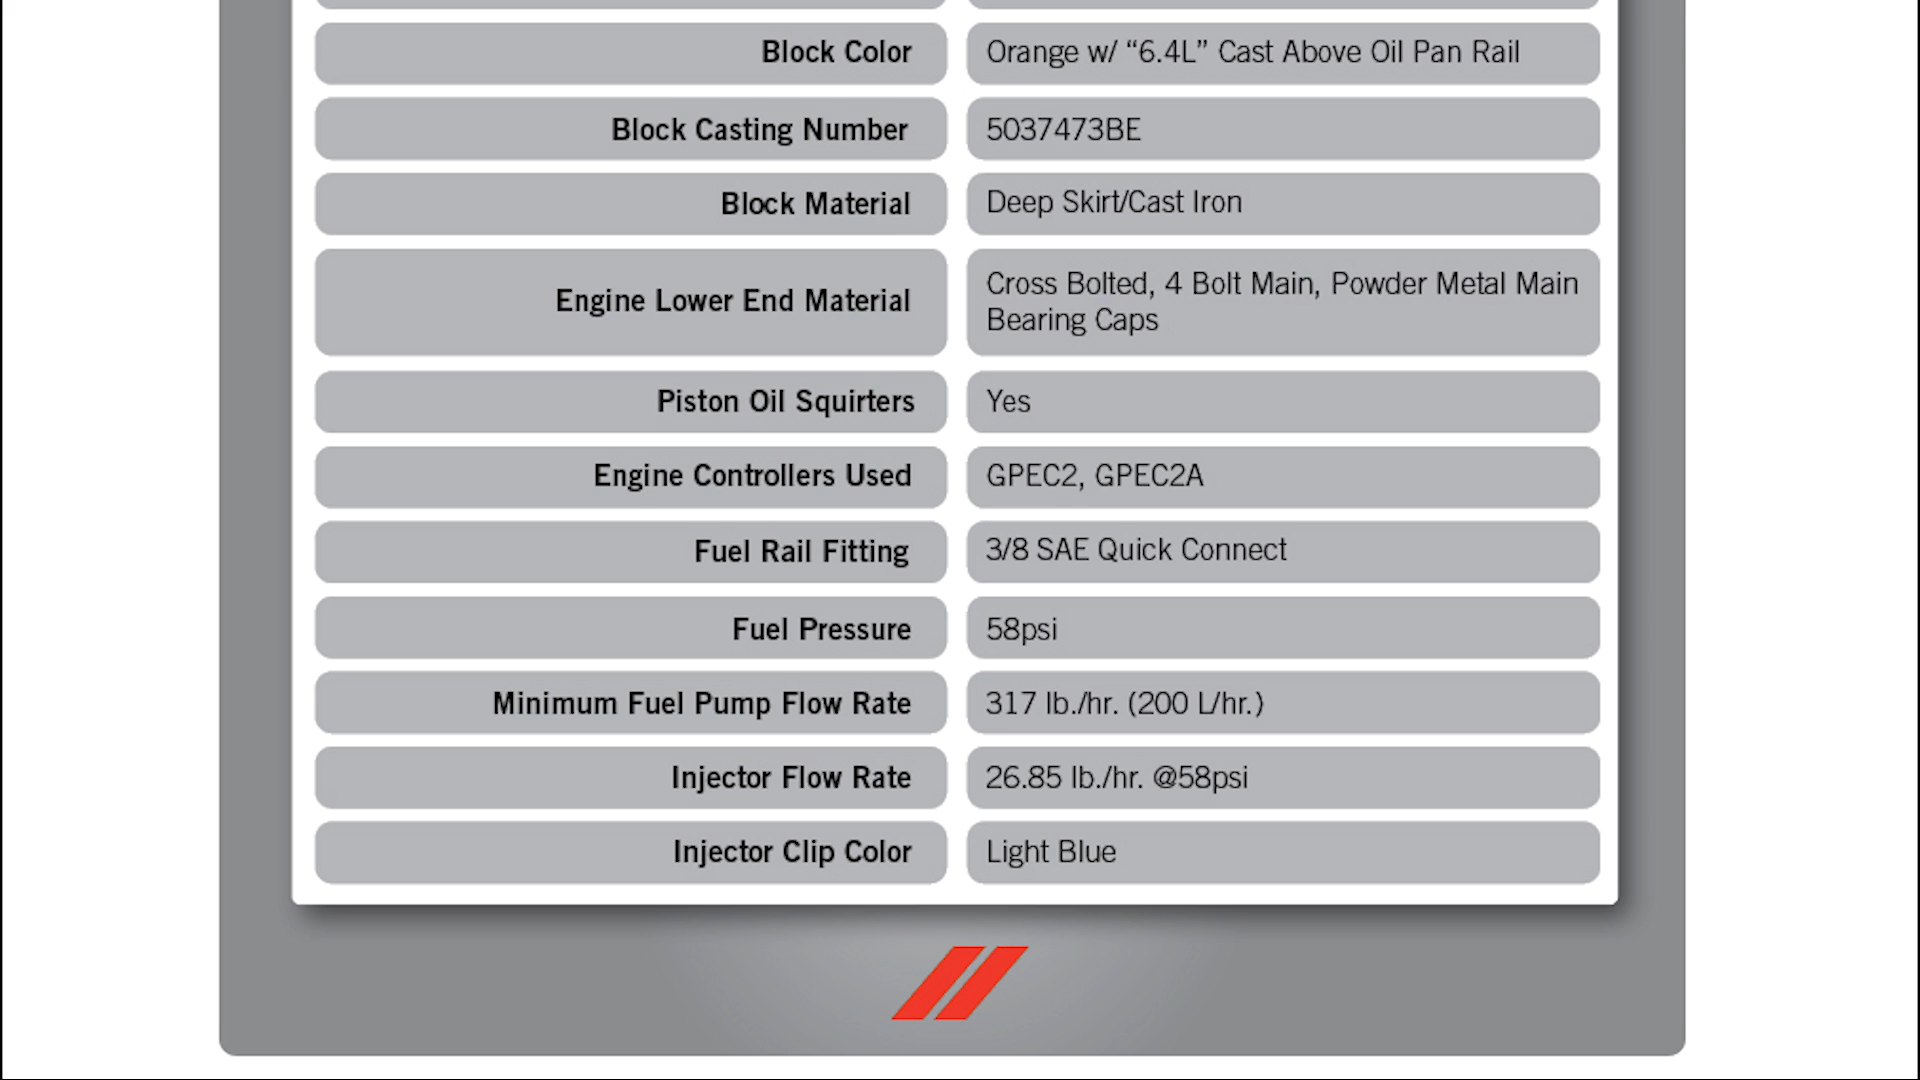 Block Color
Orange w/ “6.4L” Cast Above Oil Pan Rail
Block Casting Number
5037473BE
Block Material
Deep Skirt/Cast Iron
Engine Lower End Material
Cross Bolted, 4 Bolt Main, Powder Metal Main
Bearing Caps
Piston Oil Squirters
Yes
Engine Controllers Used
GPEC2, GPEC2A
Fuel Rail Fitting
3/8 SAE Quick Connect
Fuel Pressure
58psi
Minimum Fuel Pump Flow Rate
317 lb./hr. (200 L/hr.)
Injector Flow Rate
26.85 lb./hr. @58psi
Injector Clip Color
Light Blue